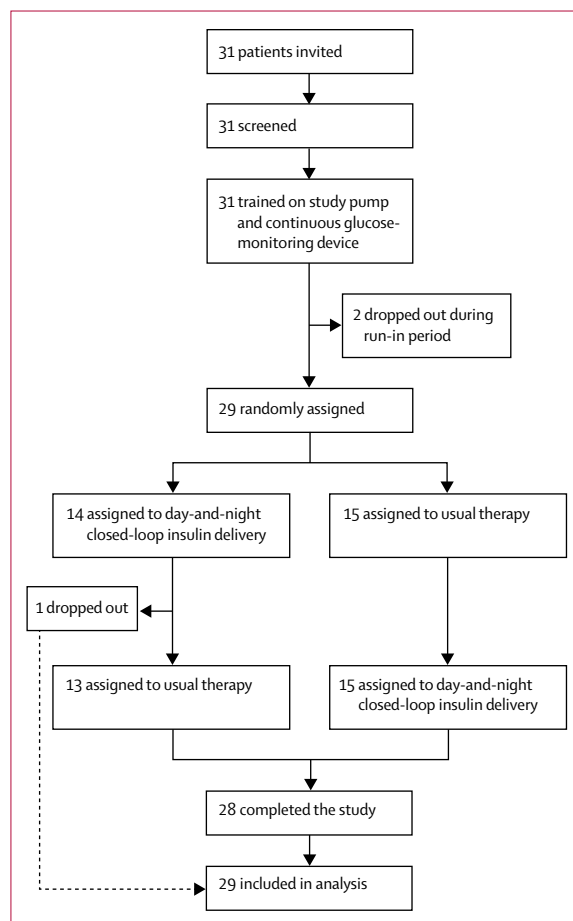 31 patients invited
31 screened
31 trained on study pump
and continuous glucose-
monitoring device
2 dropped out during
run-in period
29 randomly assigned
14 assigned to day-and-night
closed-loop insulin delivery
15 assigned to usual therapy
1 dropped out
13 assigned to usual therapy
15 assigned to day-and-night
closed-loop insulin delivery
28 completed the study
29 included in analysis